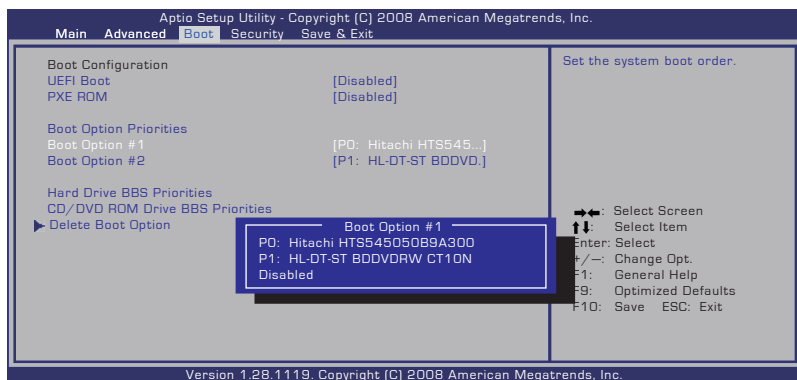 Aptio Setup Utility - Copyright (C) 2008 American Megatrends, Inc.
Main Advanced Boot Security Save & Exit
Boot Configuration
UEFI Boot [Disabled]
PXE ROM [Disabled]
Boot Option Priorities
Boot Option #1 [P0: Hitachi HTS545...]
Boot Option #2 [P1: HL-DT-ST BDDVD.]
Hard Drive BBS Priorities
CD/DVD ROM Drive BBS Priorities
Delete Boot Option
Boot Option #1
P0: Hitachi HTS545050B9A300
P1: HL-DT-ST BDDVDRW CT10N
Disabled
Set the system boot order.
→←: Select Screen
↑↓: Select Item
Enter: Select
+/—: Change Opt.
F1: General Help
F9: Optimized Defaults
F10: Save ESC: Exit
Version 1.28.1119. Copyright (C) 2008 American Megatrends, Inc.